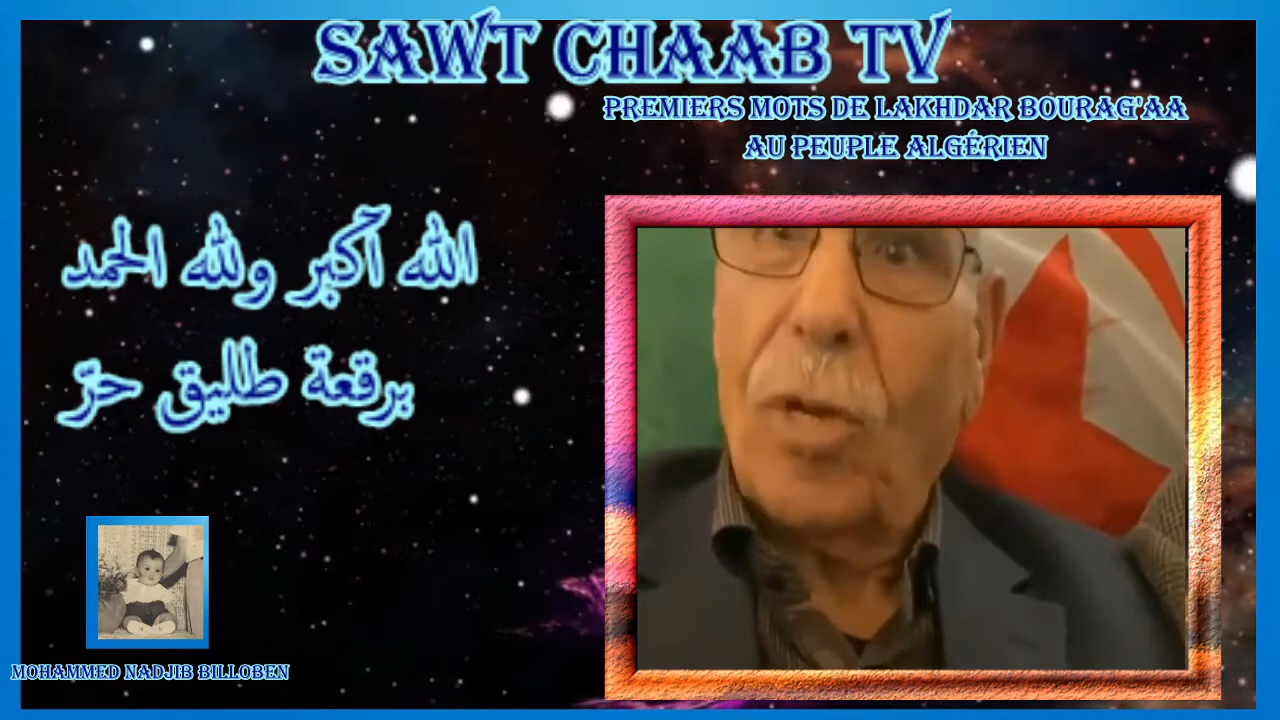 SAWT CHAAB TV
PREMIERS MOTS DE LAKHDAR BOURAG'AA
AU PEUPLE ALGÉRIEN
الله أكبر ولله الحمد
برقعة طليق حرّ
MOHAMMED NADJIB BILLOBEN